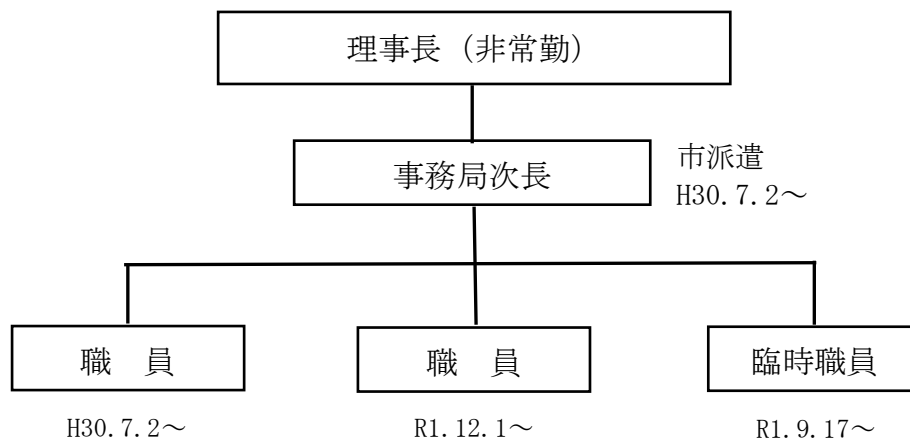 理事長（非常勤）
事務局次長
市派遣
H30.7.2～
職　員
職　員
臨時職員
H30.7.2～
R1.12.1～
R1.9.17～